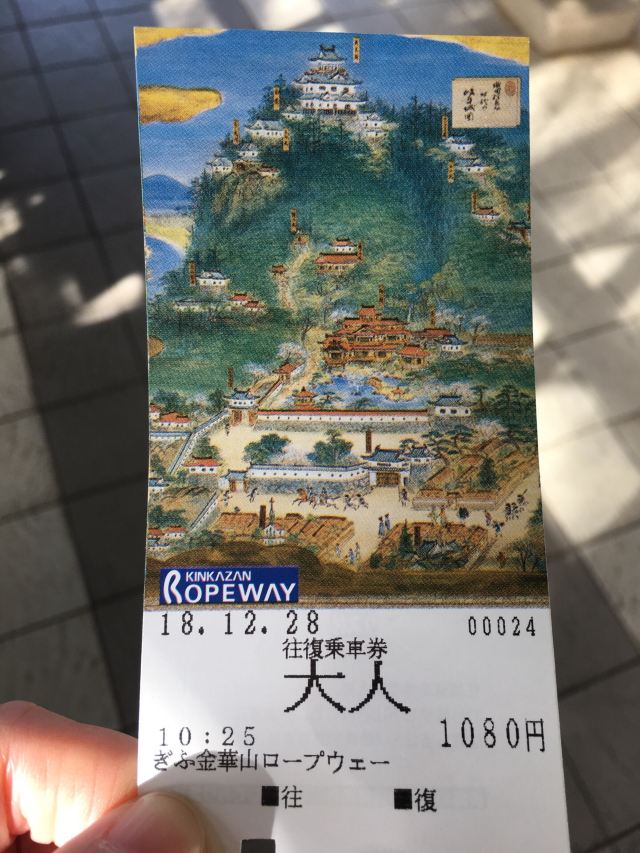 KINKAZAN
ROPEWAY
18.12.28
00024
往復乗車券
大人
10:25
1080円
ぎふ金華山ロープウェー
■往
■復